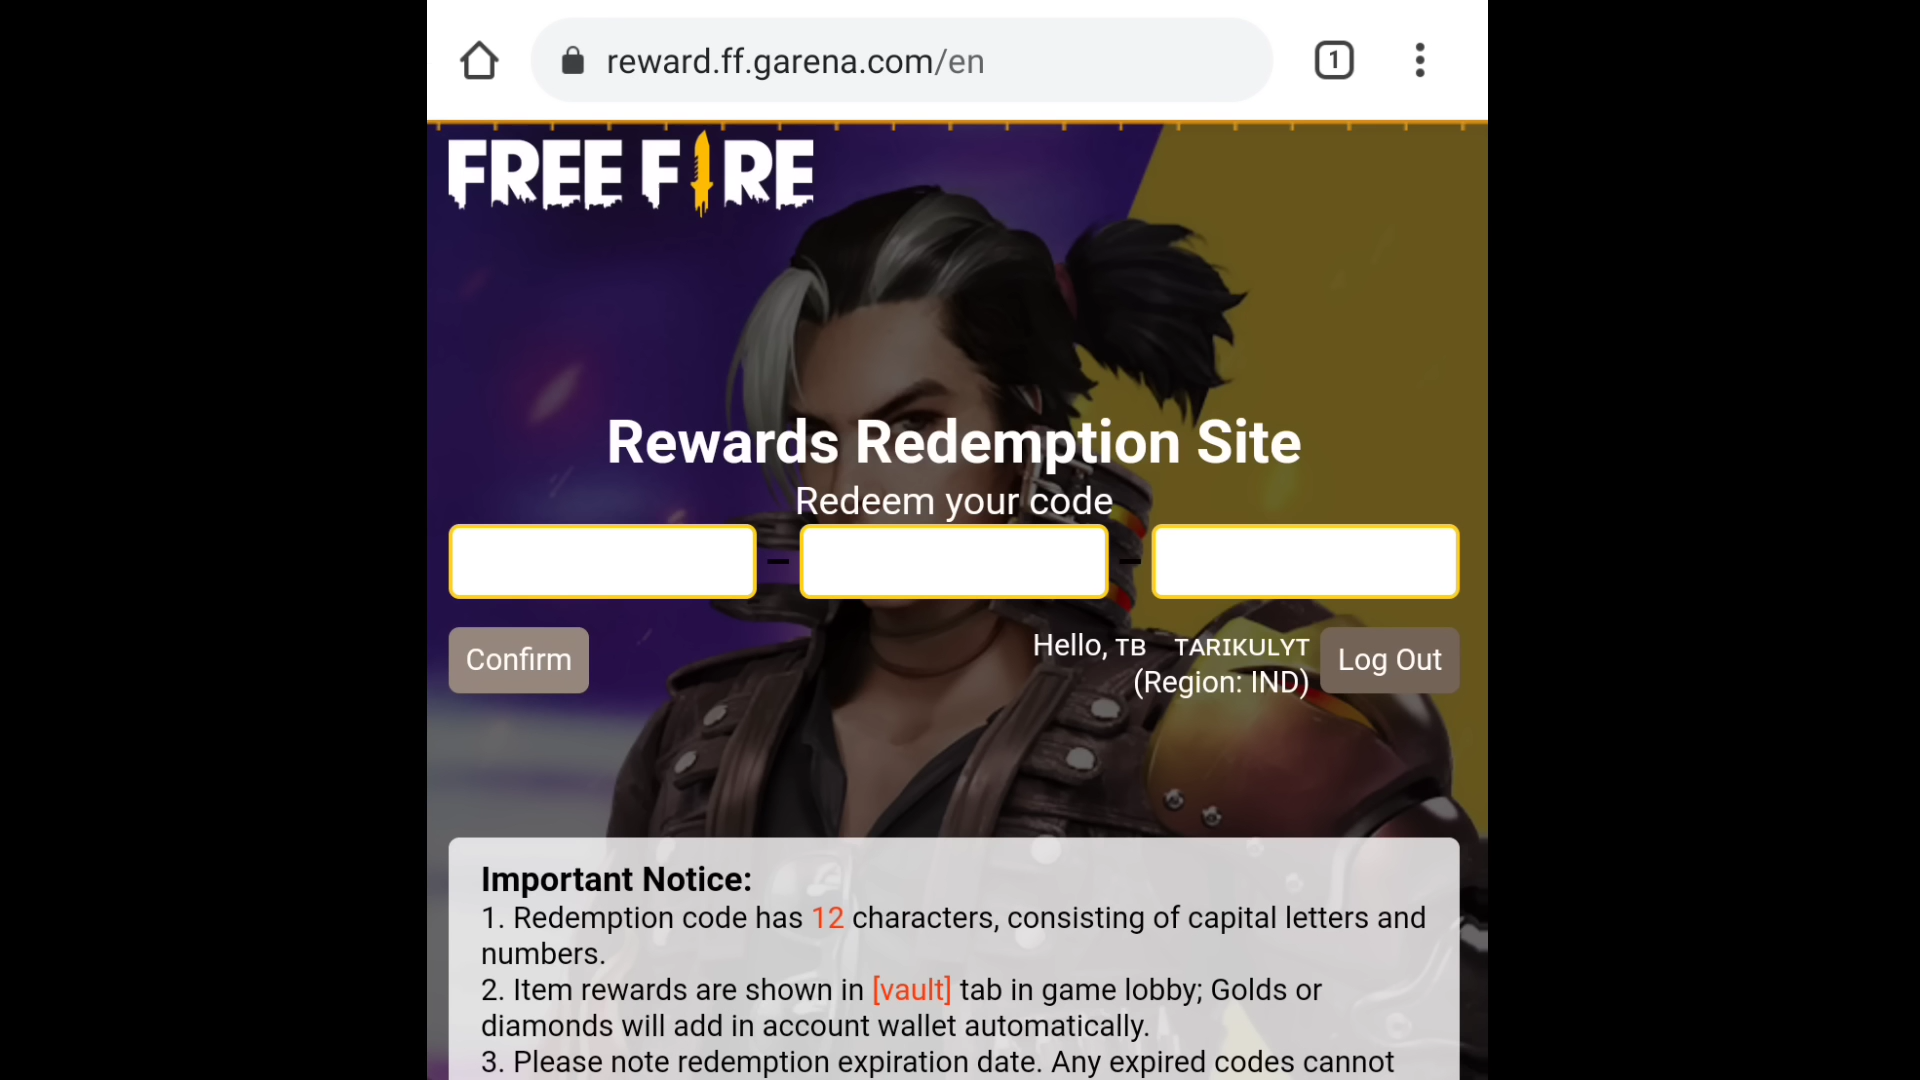 reward.ff.garena.com/en
1
FREE FIRE
Rewards Redemption Site
Redeem your code
– –
Confirm
Hello, ᴛʙ ᴛᴀʀɪᴋᴜʟʏᴛ
(Region: IND)
Log Out
Important Notice:
1. Redemption code has 12 characters, consisting of capital letters and
numbers.
2. Item rewards are shown in [vault] tab in game lobby; Golds or
diamonds will add in account wallet automatically.
3. Please note redemption expiration date. Any expired codes cannot